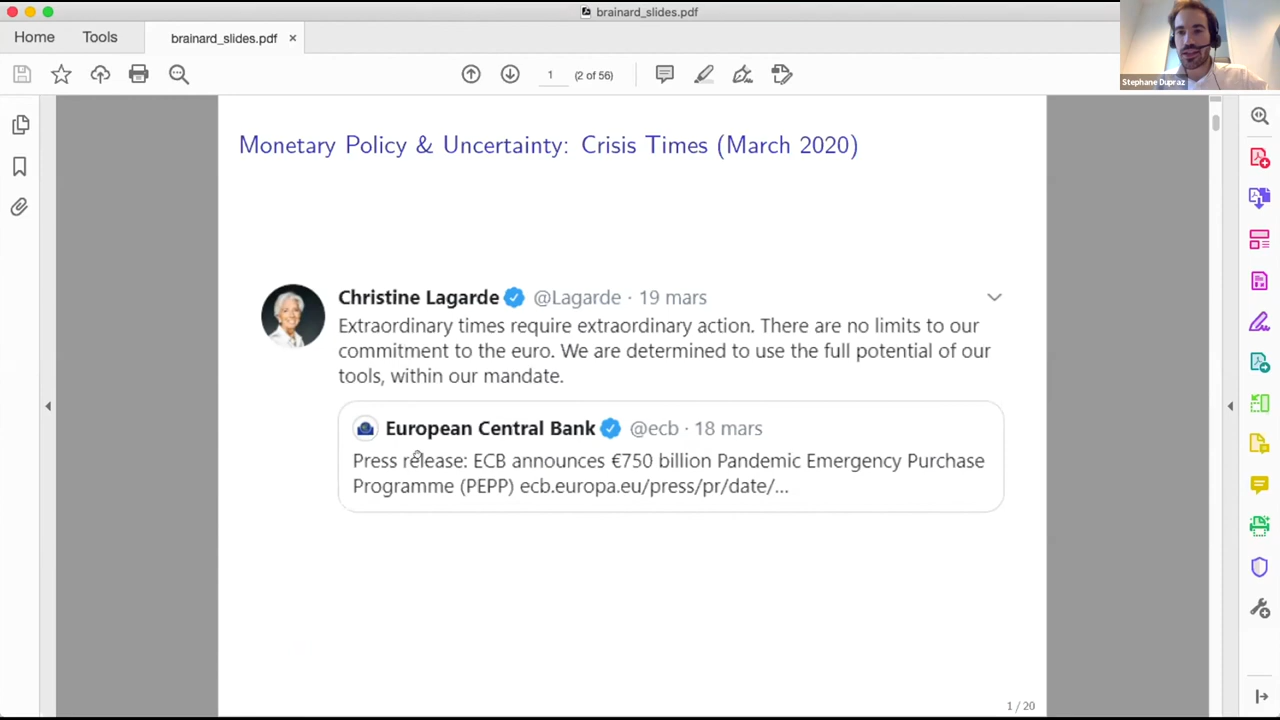 brainard_slides.pdf
Home
Tools
brainard_slides.pdf ×
1
(2 of 56)
Stephane Dupraz
Monetary Policy & Uncertainty: Crisis Times (March 2020)
Christine Lagarde @Lagarde · 19 mars
Extraordinary times require extraordinary action. There are no limits to our
commitment to the euro. We are determined to use the full potential of our
tools, within our mandate.
European Central Bank @ecb · 18 mars
Press release: ECB announces €750 billion Pandemic Emergency Purchase
Programme (PEPP) ecb.europa.eu/press/pr/date/...
1 / 20